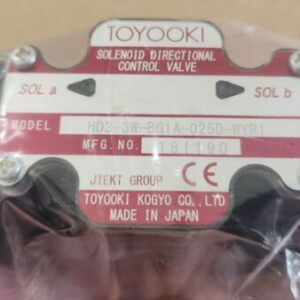 TOYOOKI
SOLENOID DIRECTIONAL
CONTROL VALVE
SOL a
SOL b
MODEL HD3-3W-BGIA-025D-WYR1
MFG.NO. 181190
JTEKT GROUP CE
TOYOOKI KOGYO CO.,LTD
MADE IN JAPAN